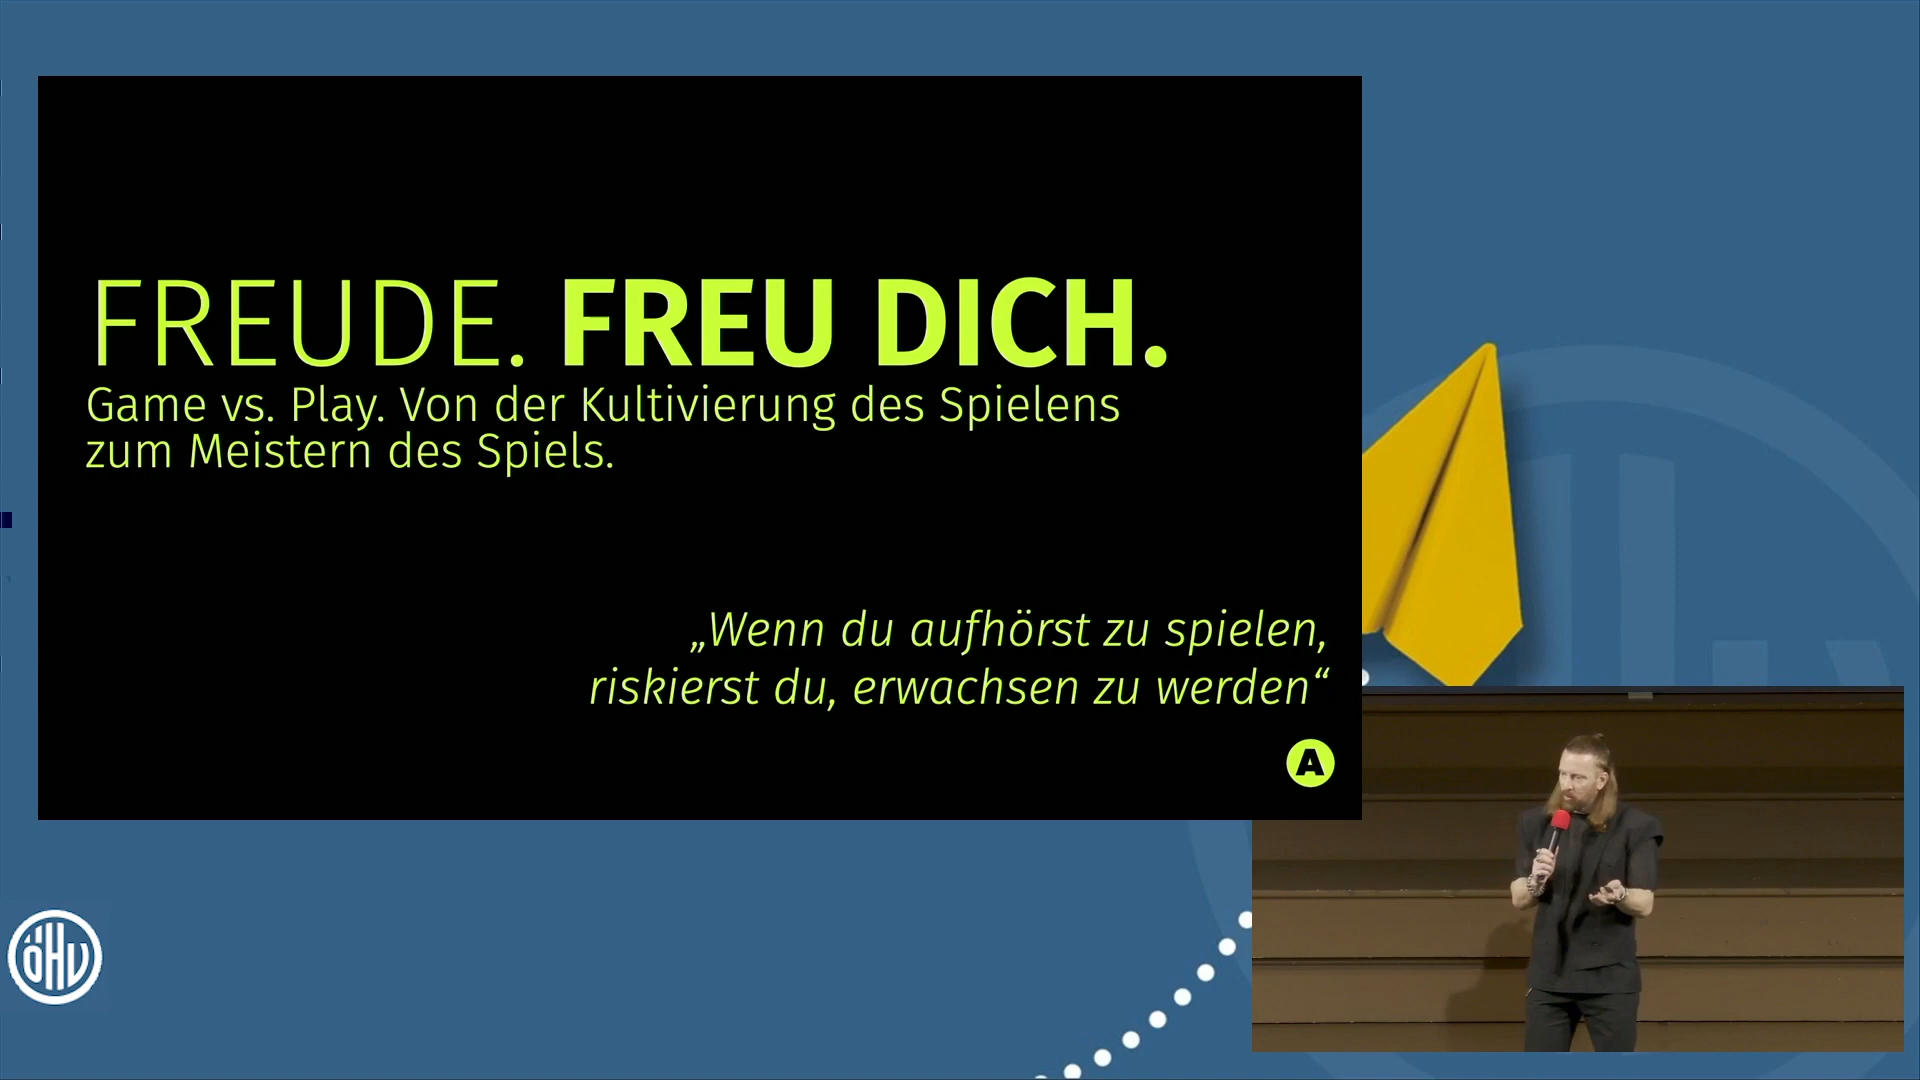 FREUDE. FREU DICH.
Game vs. Play. Von der Kultivierung des Spielens
zum Meistern des Spiels.
„Wenn du aufhörst zu spielen,
riskierst du, erwachsen zu werden“
A
ÖHV